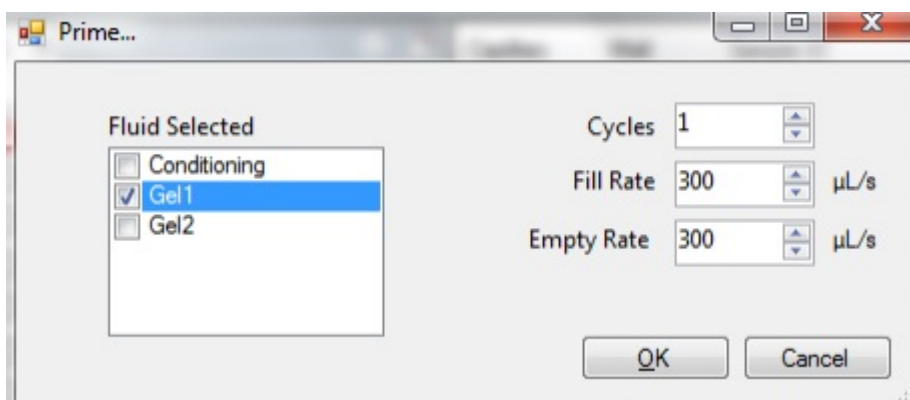 Prime...
Fluid Selected
Conditioning
Gel1
Gel2
Cycles 1
Fill Rate 300 µL/s
Empty Rate 300 µL/s
OK Cancel